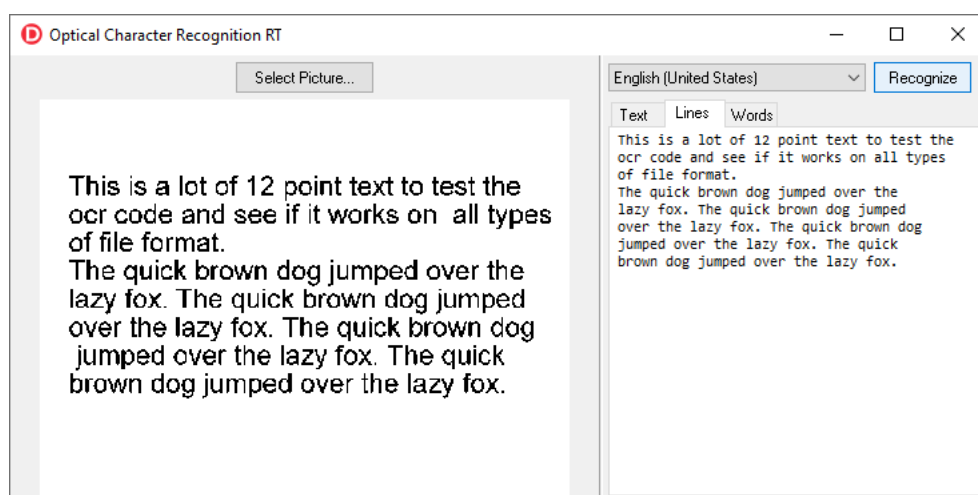 Optical Character Recognition RT
Select Picture...
This is a lot of 12 point text to test the
ocr code and see if it works on  all types
of file format.
The quick brown dog jumped over the
lazy fox. The quick brown dog jumped
over the lazy fox. The quick brown dog
jumped over the lazy fox. The quick
brown dog jumped over the lazy fox.
English (United States)
Recognize
Text Lines Words
This is a lot of 12 point text to test the
ocr code and see if it works on all types
of file format.
The quick brown dog jumped over the
lazy fox. The quick brown dog jumped
over the lazy fox. The quick brown dog
jumped over the lazy fox. The quick
brown dog jumped over the lazy fox.